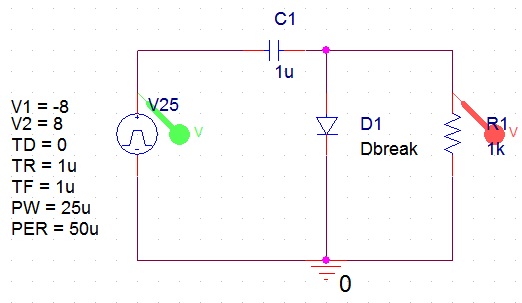 C1
1u
V1 = -8
V2 = 8
TD = 0
TR = 1u
TF = 1u
PW = 25u
PER = 50u
V25
V
D1
Dbreak
R1
1k
V
0